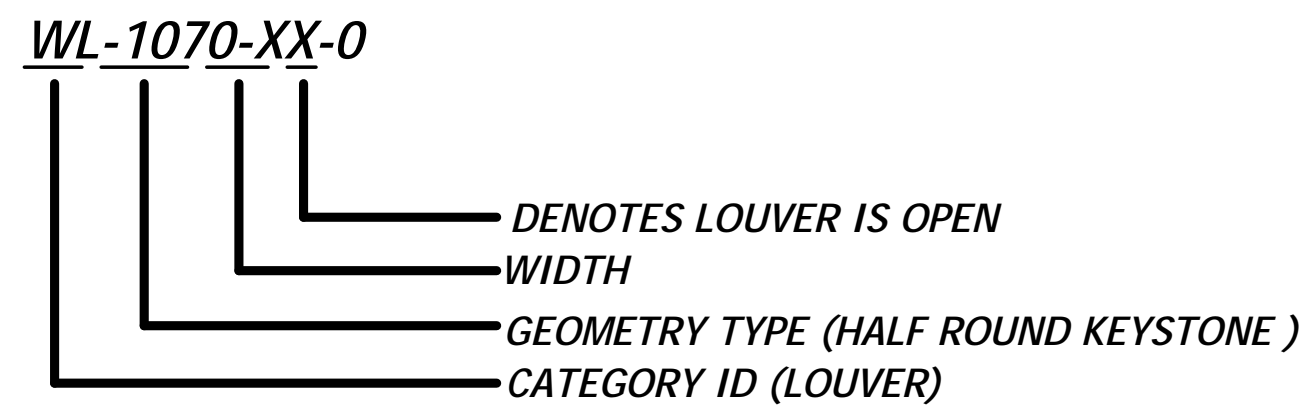 WL-1070-XX-0
DENOTES LOUVER IS OPEN
WIDTH
GEOMETRY TYPE (HALF ROUND KEYSTONE )
CATEGORY ID (LOUVER)